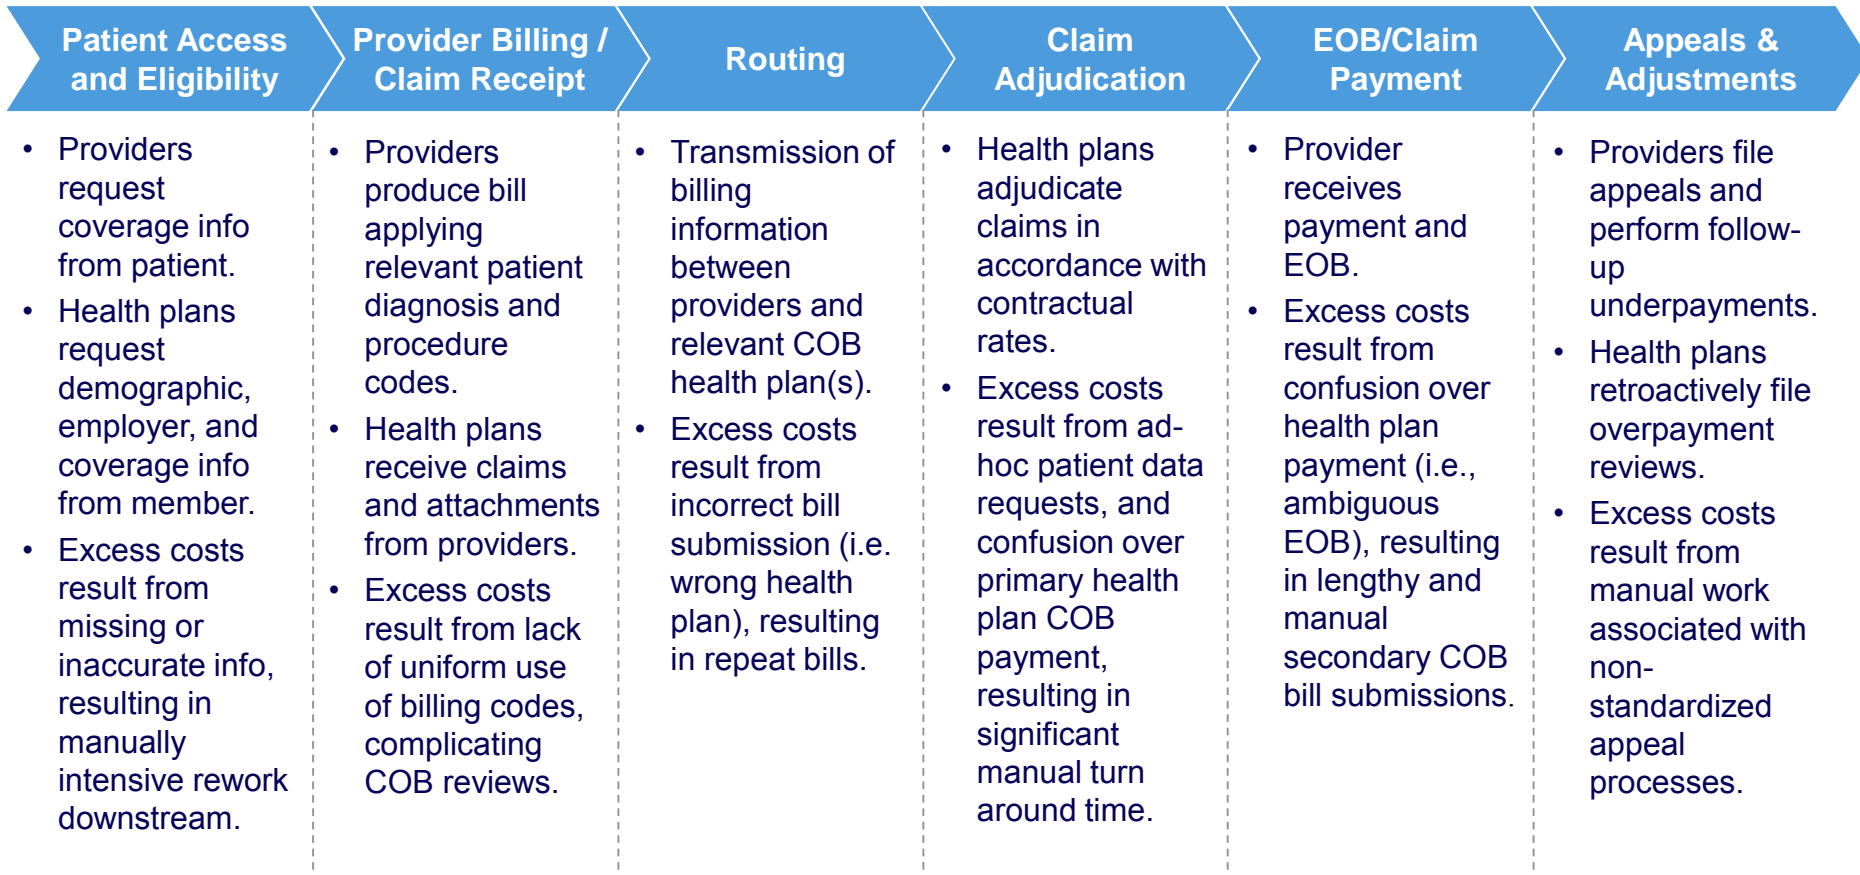 Patient Access
and Eligibility
Provider Billing /
Claim Receipt
Routing
Claim
Adjudication
EOB/Claim
Payment
Appeals &
Adjustments
• Providers
request
coverage info
from patient.
• Health plans
request
demographic,
employer, and
coverage info
from member.
• Excess costs
result from
missing or
inaccurate info,
resulting in
manually
intensive rework
downstream.
• Providers
produce bill
applying
relevant patient
diagnosis and
procedure
codes.
• Health plans
receive claims
and attachments
from providers.
• Excess costs
result from lack
of uniform use
of billing codes,
complicating
COB reviews.
• Transmission of
billing
information
between
providers and
relevant COB
health plan(s).
• Excess costs
result from
incorrect bill
submission (i.e.
wrong health
plan), resulting
in repeat bills.
• Health plans
adjudicate
claims in
accordance with
contractual
rates.
• Excess costs
result from ad-
hoc patient data
requests, and
confusion over
primary health
plan COB
payment,
resulting in
significant
manual turn
around time.
• Provider
receives
payment and
EOB.
• Excess costs
result from
confusion over
health plan
payment (i.e.,
ambiguous
EOB), resulting
in lengthy and
manual
secondary COB
bill submissions.
• Providers file
appeals and
perform follow-
up
underpayments.
• Health plans
retroactively file
overpayment
reviews.
• Excess costs
result from
manual work
associated with
non-
standardized
appeal
processes.